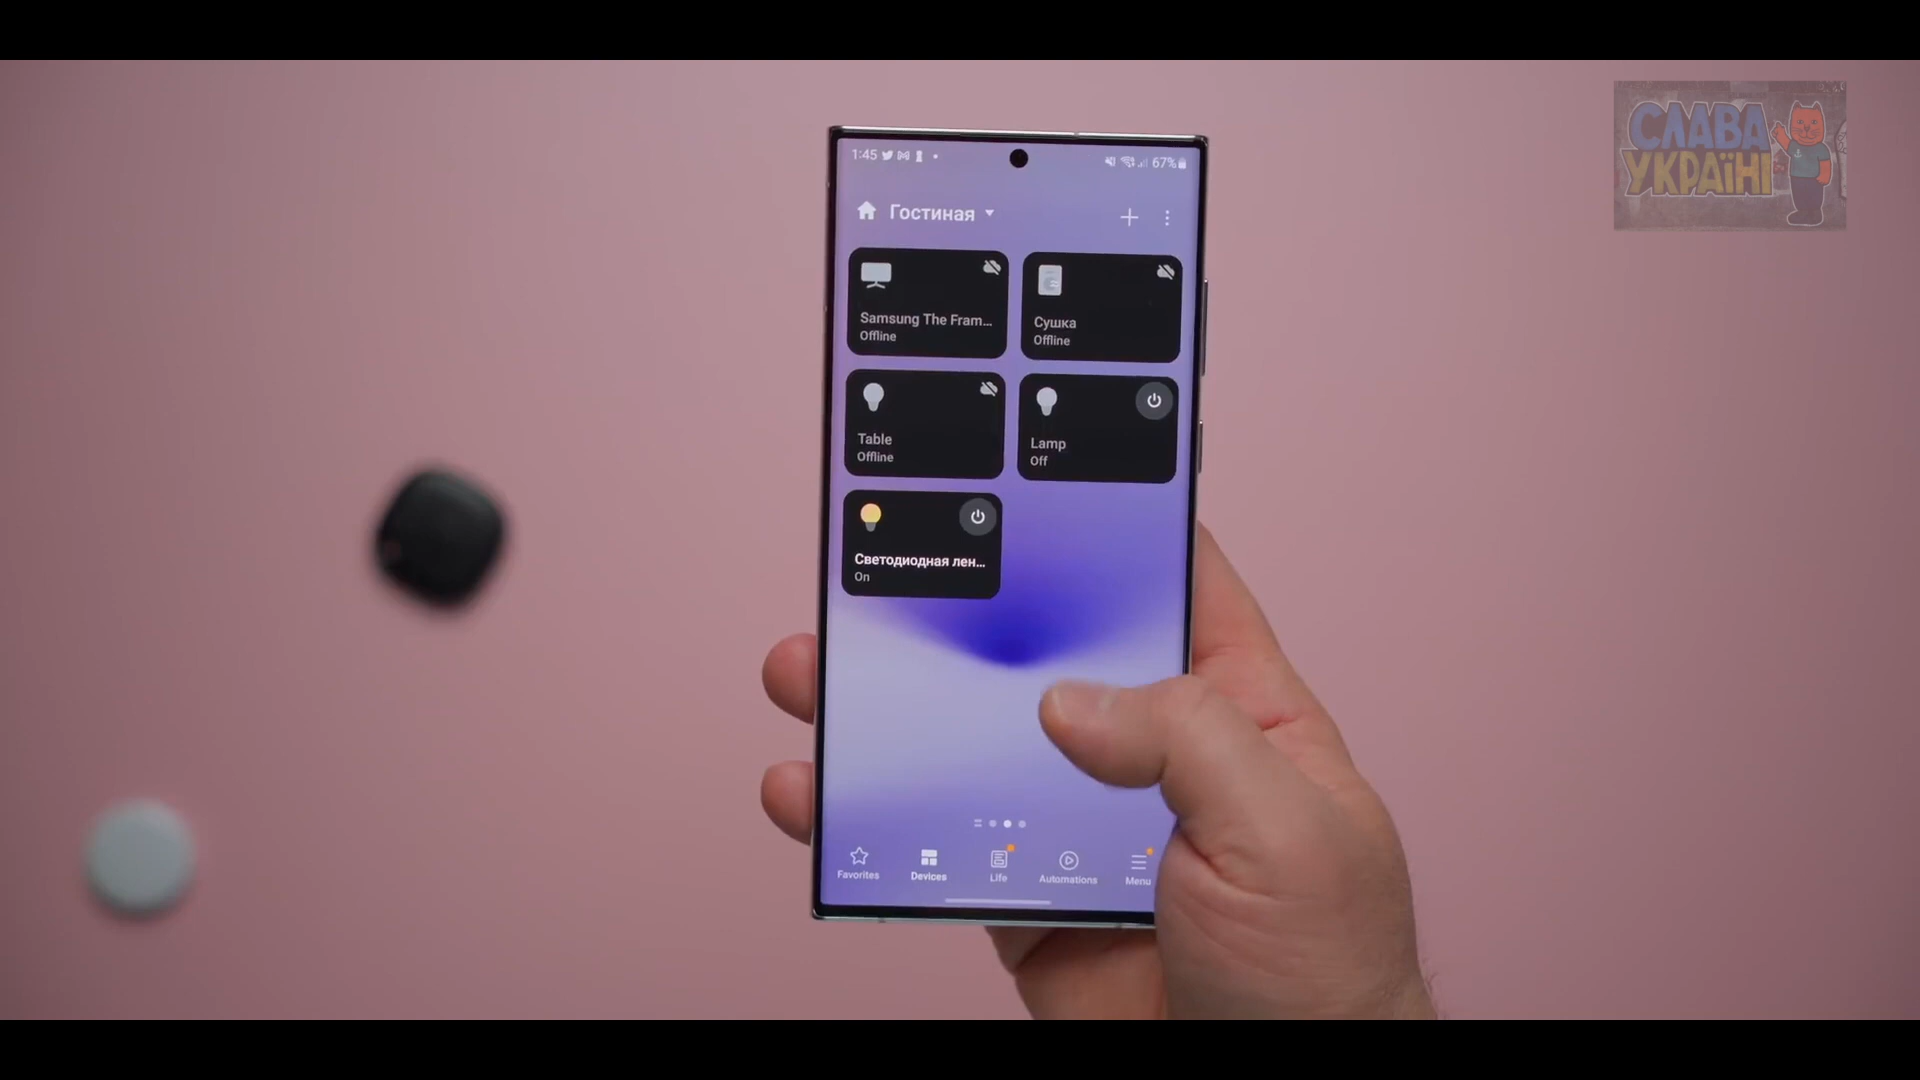 СЛАВА
УКРАЇНІ
1:45
67%
Гостиная
Samsung The Fram...
Offline
Сушка
Offline
Table
Offline
Lamp
Off
Светодиодная лен...
On
Favorites
Devices
Life
Automations
Menu